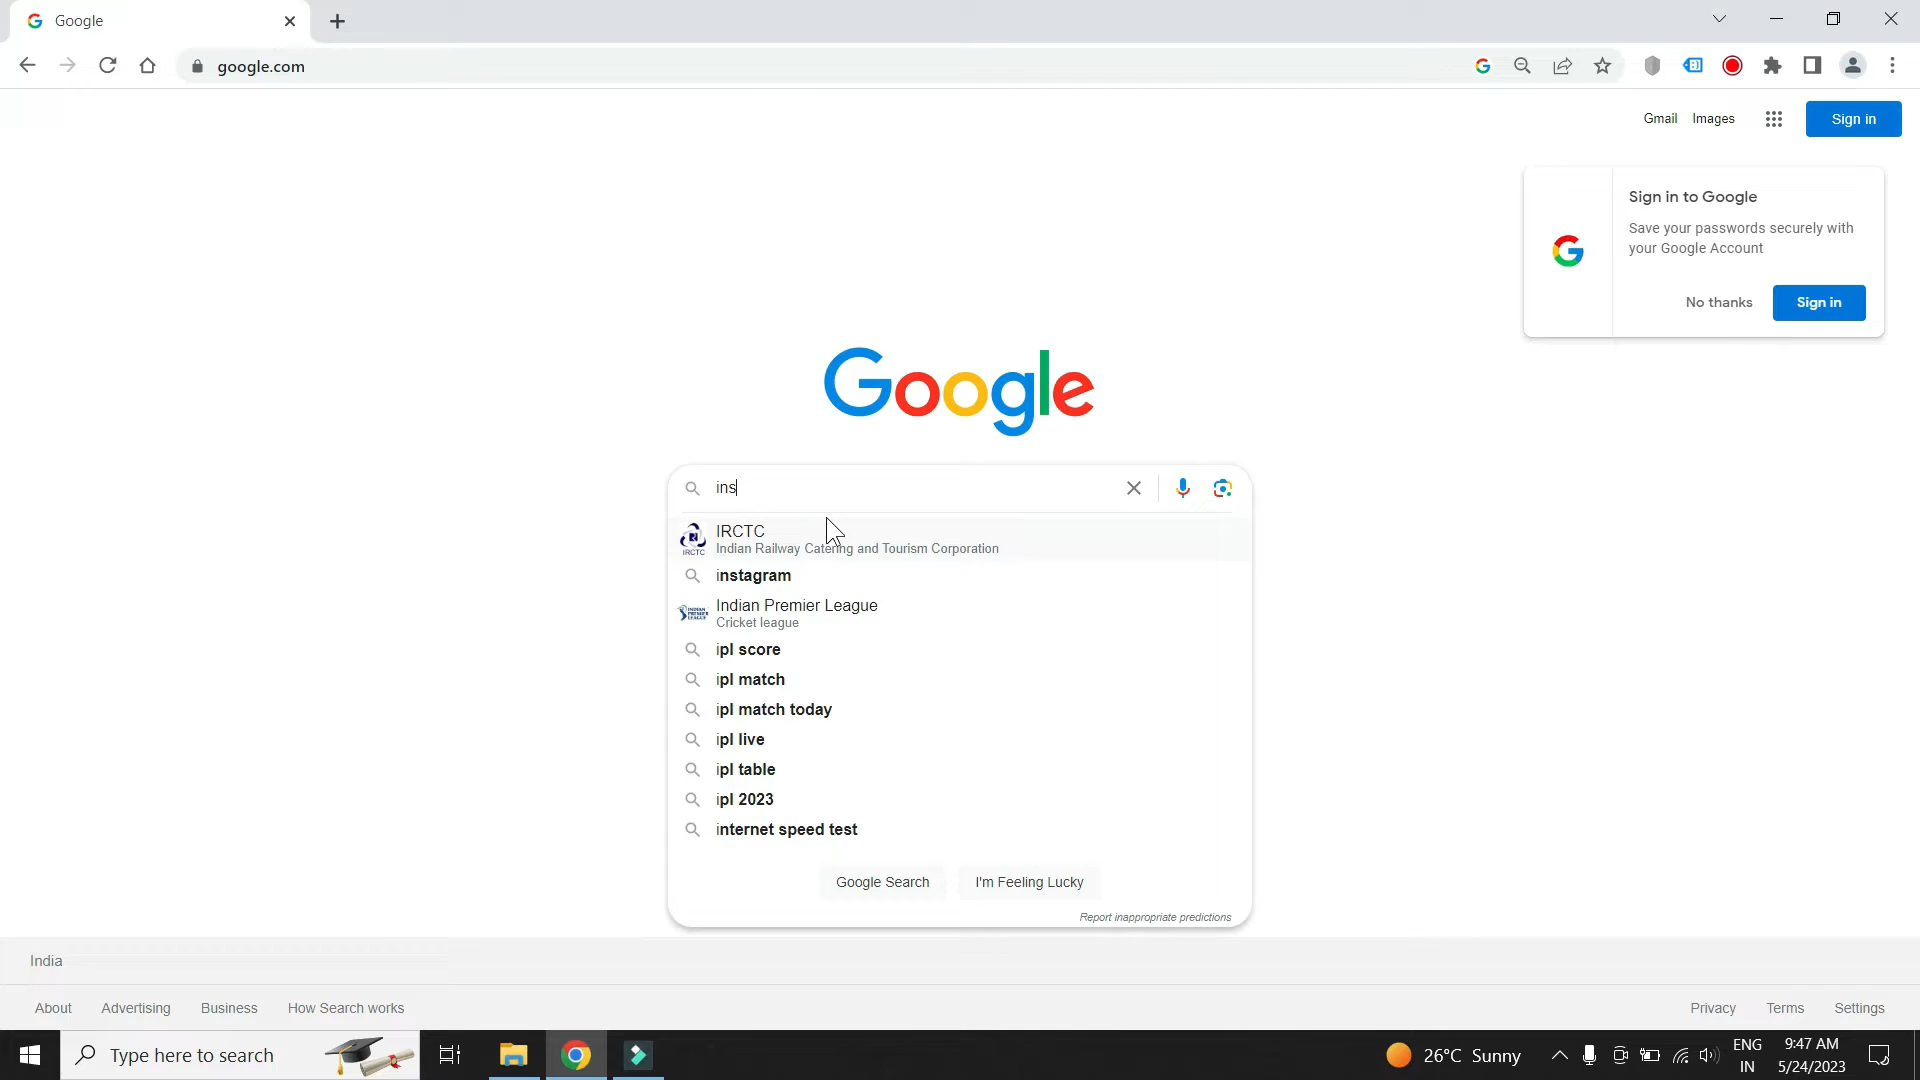 Google
google.com
Gmail Images Sign in
Sign in to Google
Save your passwords securely with
your Google Account
No thanks Sign in
Google
ins
IRCTC
IRCTC
Indian Railway Catering and Tourism Corporation
instagram
INDIAN PREMIER LEAGUE
Indian Premier League
Cricket league
ipl score
ipl match
ipl match today
ipl live
ipl table
ipl 2023
internet speed test
Google Search I'm Feeling Lucky
Report inappropriate predictions
India
About Advertising Business How Search works Privacy Terms Settings
Type here to search
26°C Sunny
ENG
IN
9:47 AM
5/24/2023